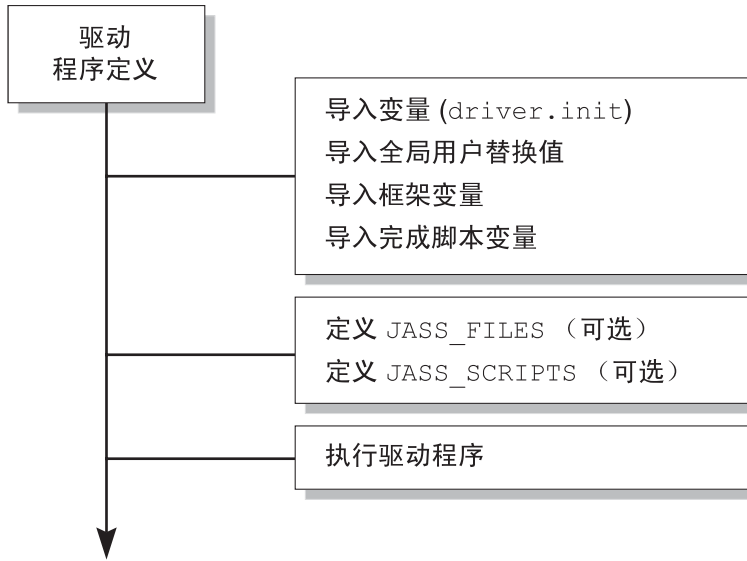 驱动
程序定义
导入变量 (driver.init)
导入全局用户替换值
导入框架变量
导入完成脚本变量
定义 JASS_FILES （可选）
定义 JASS_SCRIPTS （可选）
执行驱动程序